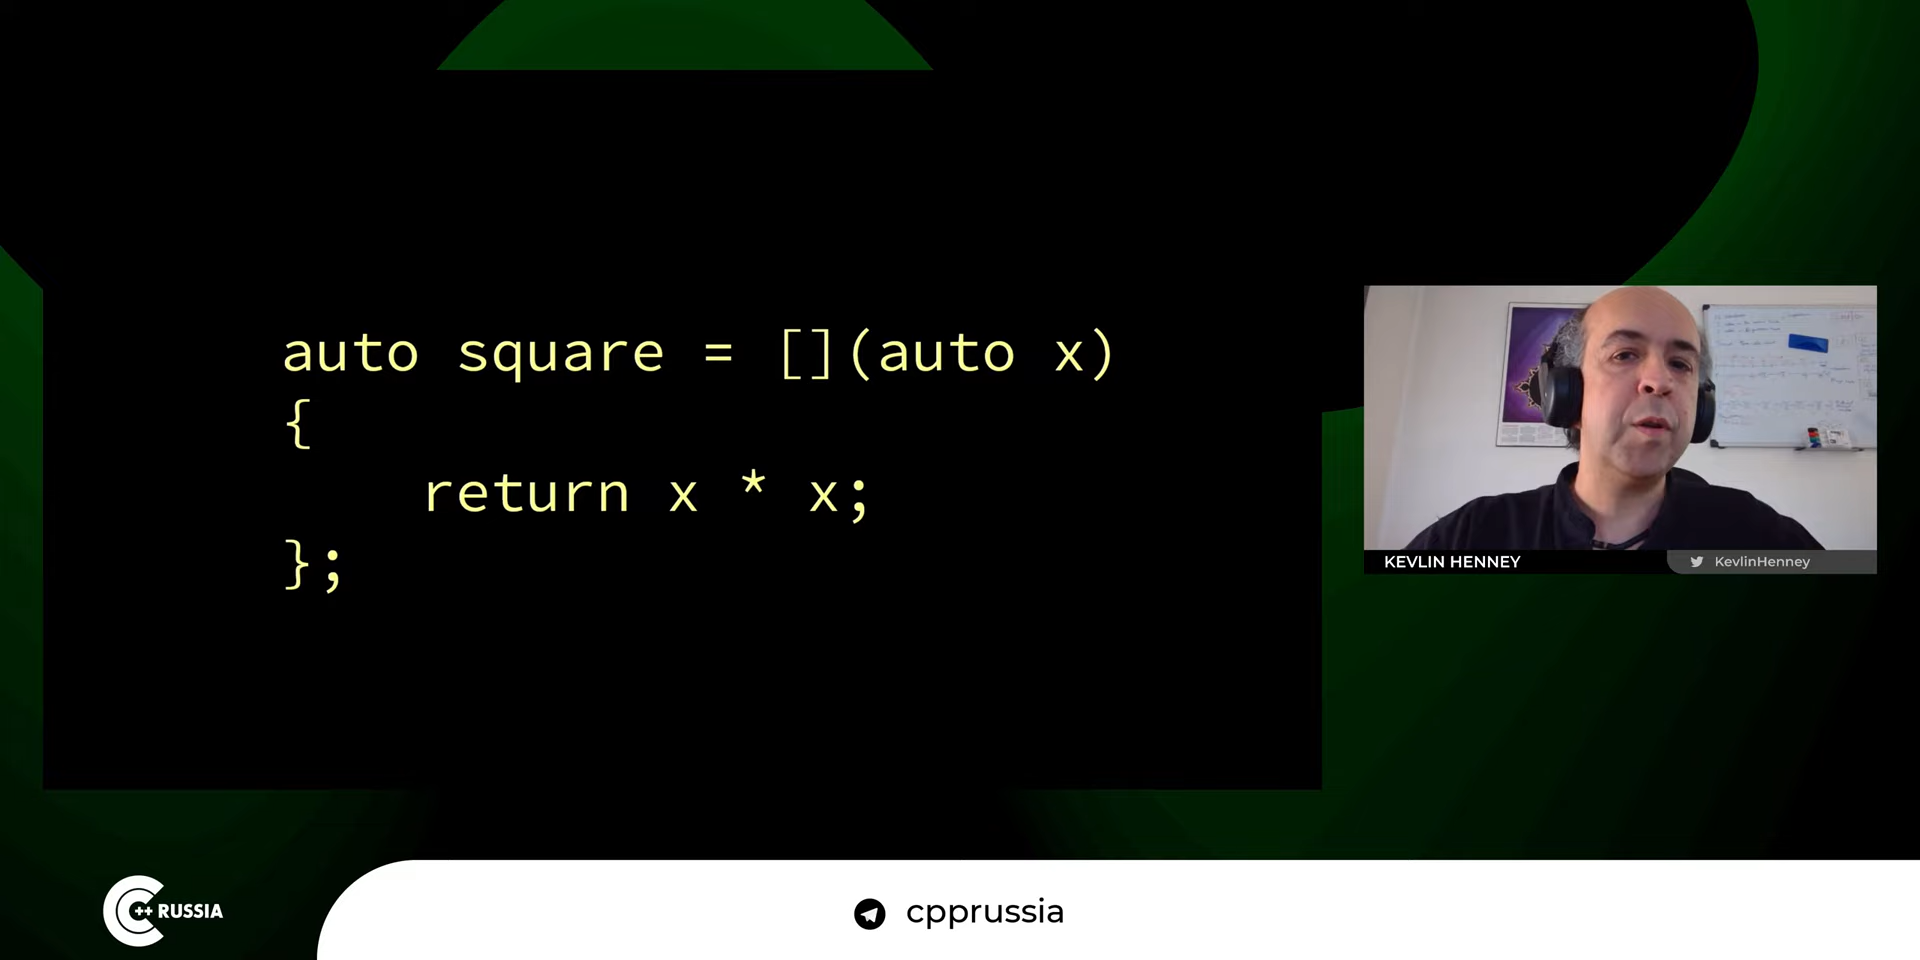 auto square = [](auto x)
{
    return x * x;
};
KEVLIN HENNEY
KevlinHenney
C++ RUSSIA
cpprussia